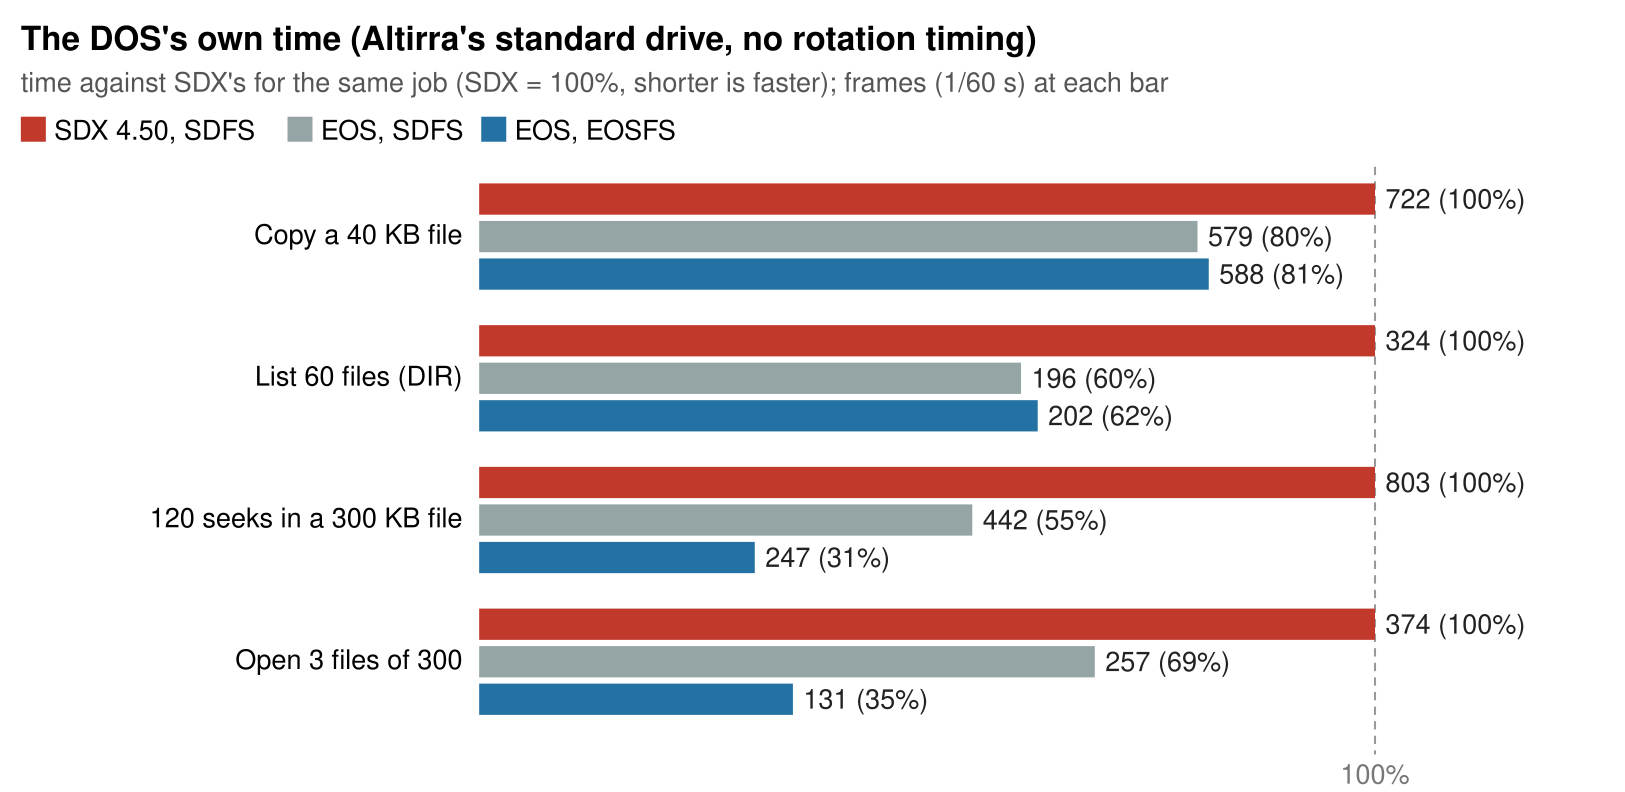 The DOS's own time (Altirra's standard drive, no rotation timing)
time against SDX's for the same job (SDX = 100%, shorter is faster); frames (1/60 s) at each bar
SDX 4.50, SDFS EOS, SDFS EOS, EOSFS
722 (100%)
Copy a 40 KB file
579 (80%)
588 (81%)
324 (100%)
List 60 files (DIR)
196 (60%)
202 (62%)
803 (100%)
120 seeks in a 300 KB file
442 (55%)
247 (31%)
374 (100%)
Open 3 files of 300
257 (69%)
131 (35%)
100%